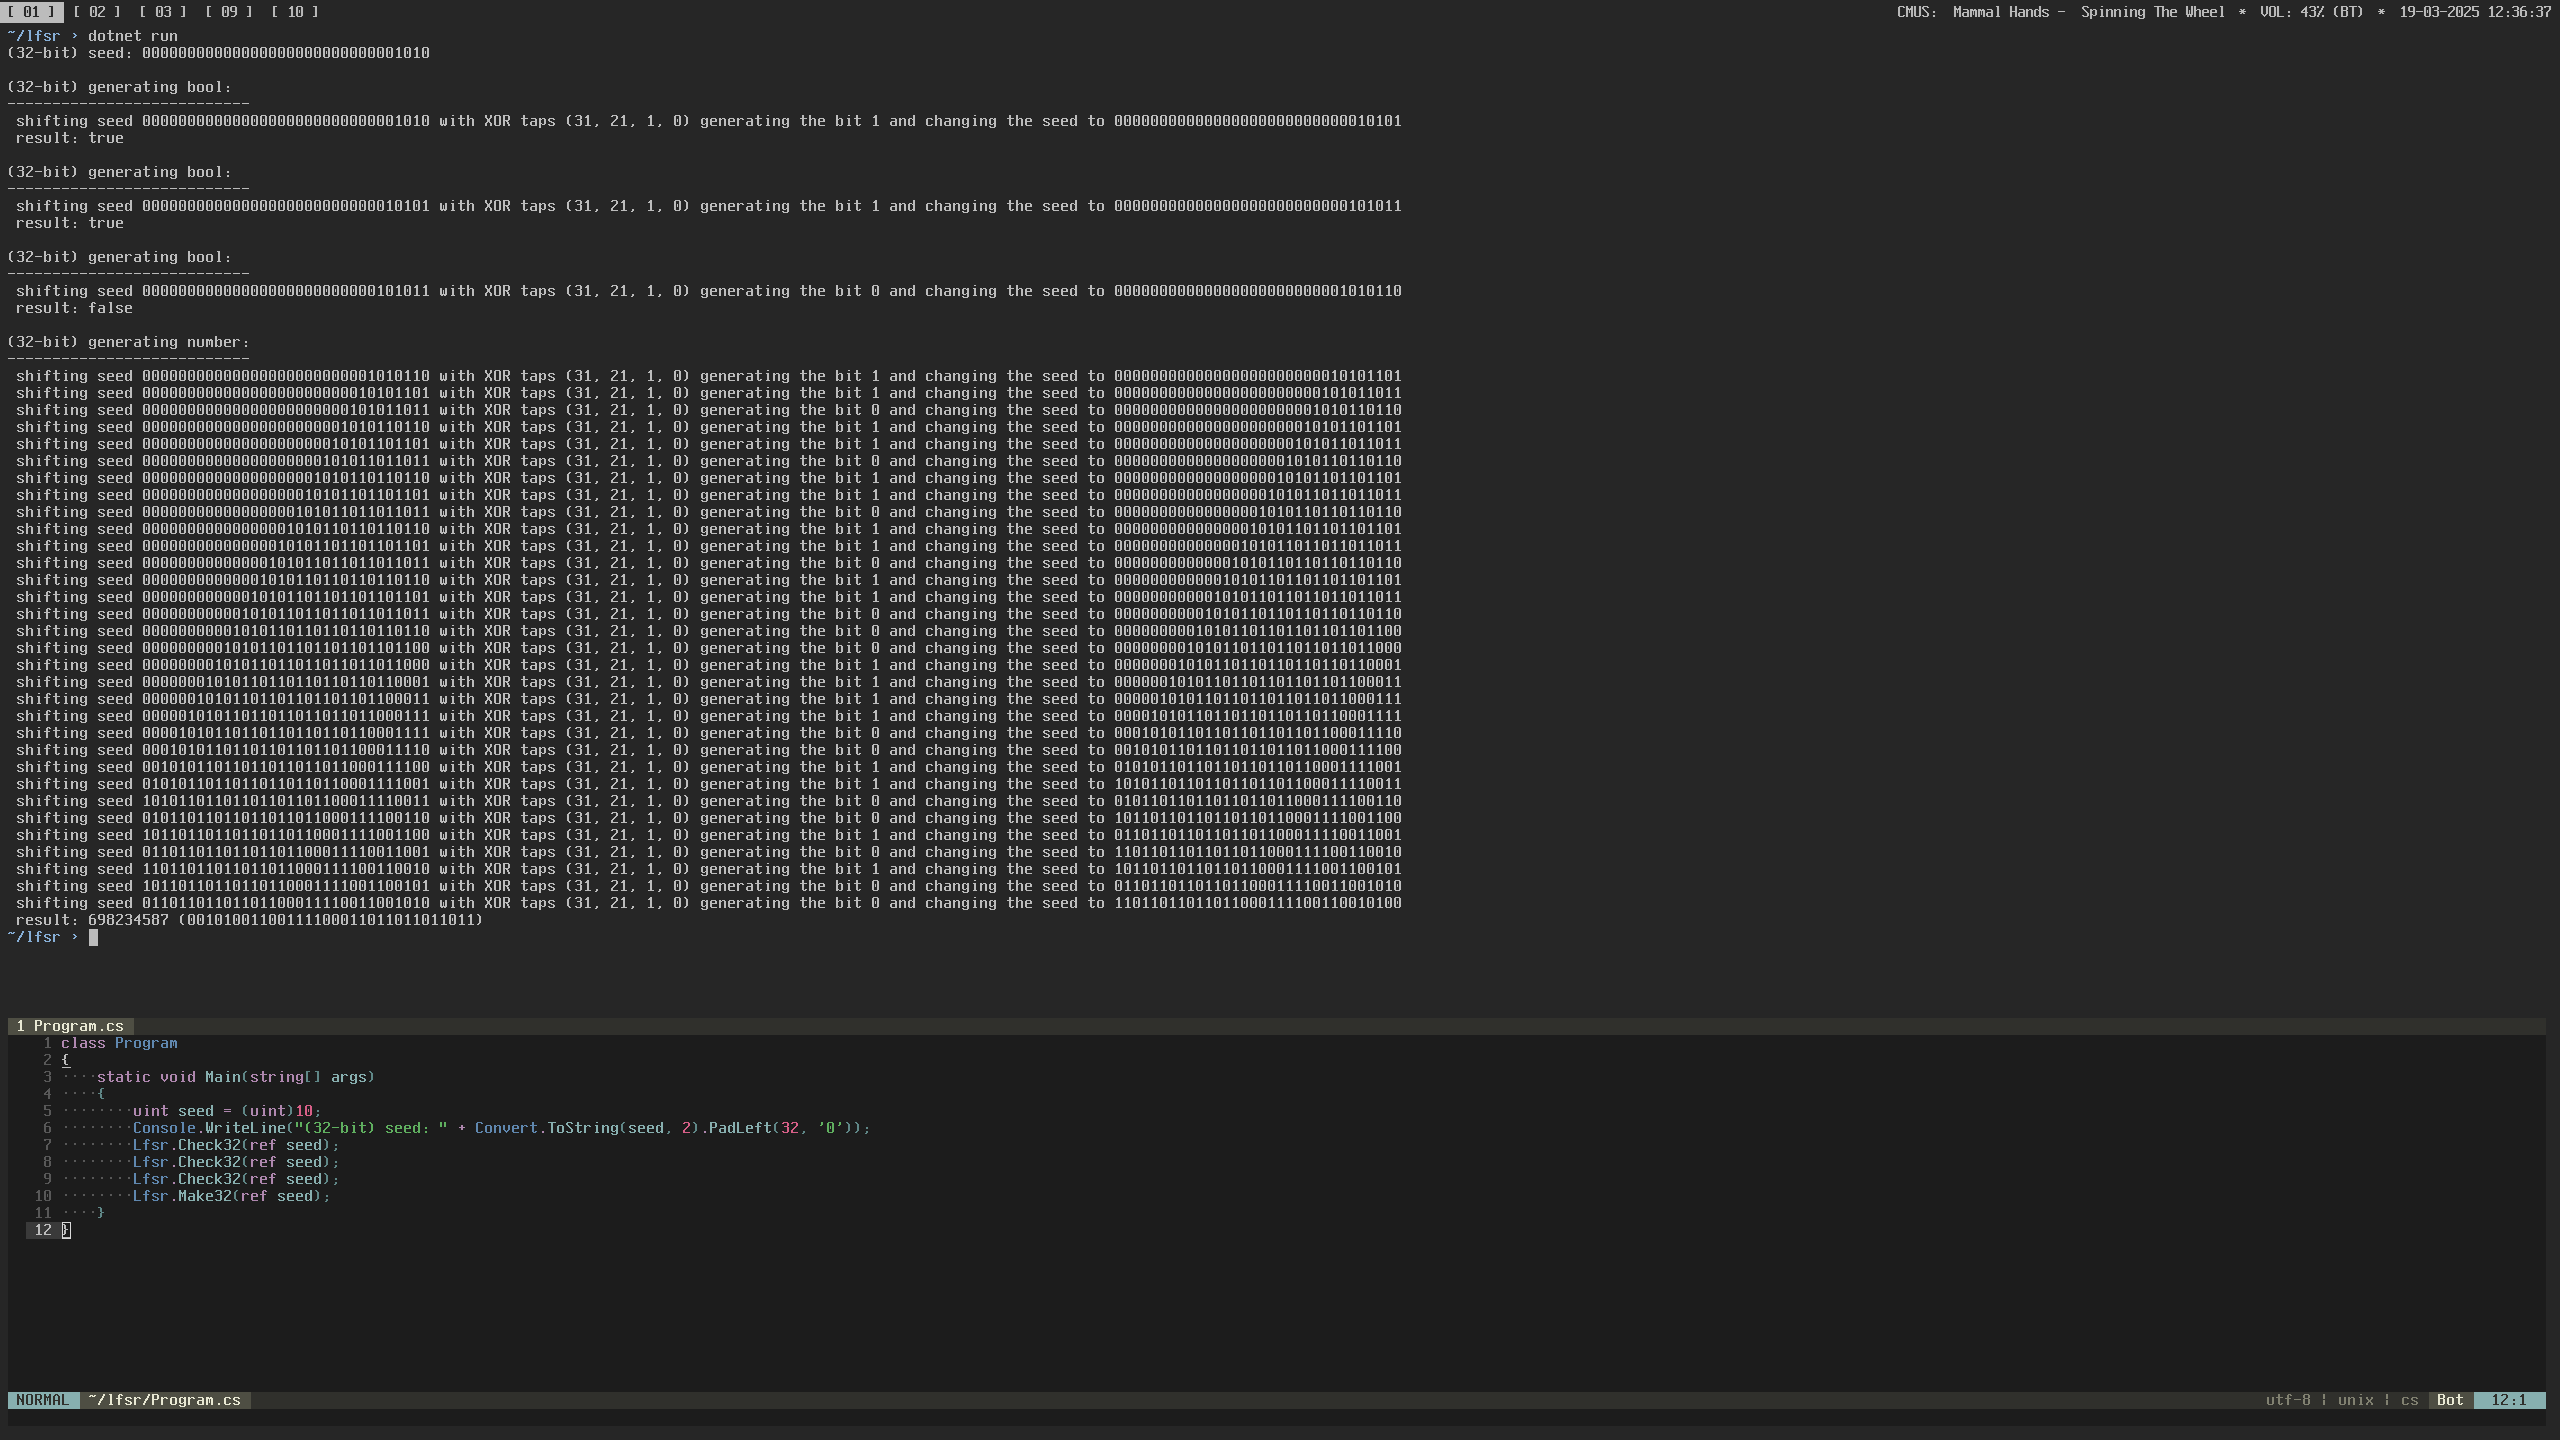 [ 01 ] [ 02 ] [ 03 ] [ 09 ] [ 10 ] CMUS: Mammal Hands - Spinning The Wheel * VOL: 43% (BT) * 19-03-2025 12:36:37
~/lfsr > dotnet run
(32-bit) seed: 00000000000000000000000000001010
(32-bit) generating bool:
---------------------------
shifting seed 00000000000000000000000000001010 with XOR taps (31, 21, 1, 0) generating the bit 1 and changing the seed to 00000000000000000000000000010101
result: true
(32-bit) generating bool:
---------------------------
shifting seed 00000000000000000000000000010101 with XOR taps (31, 21, 1, 0) generating the bit 1 and changing the seed to 00000000000000000000000000101011
result: true
(32-bit) generating bool:
---------------------------
shifting seed 00000000000000000000000000101011 with XOR taps (31, 21, 1, 0) generating the bit 0 and changing the seed to 00000000000000000000000001010110
result: false
(32-bit) generating number:
---------------------------
shifting seed 00000000000000000000000001010110 with XOR taps (31, 21, 1, 0) generating the bit 1 and changing the seed to 00000000000000000000000010101101
shifting seed 00000000000000000000000010101101 with XOR taps (31, 21, 1, 0) generating the bit 1 and changing the seed to 00000000000000000000000101011011
shifting seed 00000000000000000000000101011011 with XOR taps (31, 21, 1, 0) generating the bit 0 and changing the seed to 00000000000000000000001010110110
shifting seed 00000000000000000000001010110110 with XOR taps (31, 21, 1, 0) generating the bit 1 and changing the seed to 00000000000000000000010101101101
shifting seed 00000000000000000000010101101101 with XOR taps (31, 21, 1, 0) generating the bit 1 and changing the seed to 00000000000000000000101011011011
shifting seed 00000000000000000000101011011011 with XOR taps (31, 21, 1, 0) generating the bit 0 and changing the seed to 00000000000000000001010110110110
shifting seed 00000000000000000001010110110110 with XOR taps (31, 21, 1, 0) generating the bit 1 and changing the seed to 00000000000000000010101101101101
shifting seed 00000000000000000010101101101101 with XOR taps (31, 21, 1, 0) generating the bit 1 and changing the seed to 00000000000000000101011011011011
shifting seed 00000000000000000101011011011011 with XOR taps (31, 21, 1, 0) generating the bit 0 and changing the seed to 00000000000000001010110110110110
shifting seed 00000000000000001010110110110110 with XOR taps (31, 21, 1, 0) generating the bit 1 and changing the seed to 00000000000000010101101101101101
shifting seed 00000000000000010101101101101101 with XOR taps (31, 21, 1, 0) generating the bit 1 and changing the seed to 00000000000000101011011011011011
shifting seed 00000000000000101011011011011011 with XOR taps (31, 21, 1, 0) generating the bit 0 and changing the seed to 00000000000001010110110110110110
shifting seed 00000000000001010110110110110110 with XOR taps (31, 21, 1, 0) generating the bit 1 and changing the seed to 00000000000010101101101101101101
shifting seed 00000000000010101101101101101101 with XOR taps (31, 21, 1, 0) generating the bit 1 and changing the seed to 00000000000101011011011011011011
shifting seed 00000000000101011011011011011011 with XOR taps (31, 21, 1, 0) generating the bit 0 and changing the seed to 00000000001010110110110110110110
shifting seed 00000000001010110110110110110110 with XOR taps (31, 21, 1, 0) generating the bit 0 and changing the seed to 00000000010101101101101101101100
shifting seed 00000000010101101101101101101100 with XOR taps (31, 21, 1, 0) generating the bit 0 and changing the seed to 00000000101011011011011011011000
shifting seed 00000000101011011011011011011000 with XOR taps (31, 21, 1, 0) generating the bit 1 and changing the seed to 00000001010110110110110110110001
shifting seed 00000001010110110110110110110001 with XOR taps (31, 21, 1, 0) generating the bit 1 and changing the seed to 00000010101101101101101101100011
shifting seed 00000010101101101101101101100011 with XOR taps (31, 21, 1, 0) generating the bit 1 and changing the seed to 00000101011011011011011011000111
shifting seed 00000101011011011011011011000111 with XOR taps (31, 21, 1, 0) generating the bit 1 and changing the seed to 00001010110110110110110110001111
shifting seed 00001010110110110110110110001111 with XOR taps (31, 21, 1, 0) generating the bit 0 and changing the seed to 00010101101101101101101100011110
shifting seed 00010101101101101101101100011110 with XOR taps (31, 21, 1, 0) generating the bit 0 and changing the seed to 00101011011011011011011000111100
shifting seed 00101011011011011011011000111100 with XOR taps (31, 21, 1, 0) generating the bit 1 and changing the seed to 01010110110110110110110001111001
shifting seed 01010110110110110110110001111001 with XOR taps (31, 21, 1, 0) generating the bit 1 and changing the seed to 10101101101101101101100011110011
shifting seed 10101101101101101101100011110011 with XOR taps (31, 21, 1, 0) generating the bit 0 and changing the seed to 01011011011011011011000111100110
shifting seed 01011011011011011011000111100110 with XOR taps (31, 21, 1, 0) generating the bit 0 and changing the seed to 10110110110110110110001111001100
shifting seed 10110110110110110110001111001100 with XOR taps (31, 21, 1, 0) generating the bit 1 and changing the seed to 01101101101101101100011110011001
shifting seed 01101101101101101100011110011001 with XOR taps (31, 21, 1, 0) generating the bit 0 and changing the seed to 11011011011011011000111100110010
shifting seed 11011011011011011000111100110010 with XOR taps (31, 21, 1, 0) generating the bit 1 and changing the seed to 10110110110110110001111001100101
shifting seed 10110110110110110001111001100101 with XOR taps (31, 21, 1, 0) generating the bit 0 and changing the seed to 01101101101101100011110011001010
shifting seed 01101101101101100011110011001010 with XOR taps (31, 21, 1, 0) generating the bit 0 and changing the seed to 11011011011011000111100110010100
result: 698234587 (00101001100111100011011011011011)
~/lfsr >
1 Program.cs
1 class Program
2 {
3 ····static void Main(string[] args)
4 ····{
5 ········uint seed = (uint)10;
6 ········Console.WriteLine("(32-bit) seed: " + Convert.ToString(seed, 2).PadLeft(32, '0'));
7 ········Lfsr.Check32(ref seed);
8 ········Lfsr.Check32(ref seed);
9 ········Lfsr.Check32(ref seed);
10 ········Lfsr.Make32(ref seed);
11 ····}
12 }
NORMAL ~/lfsr/Program.cs utf-8 ¦ unix ¦ cs Bot 12:1